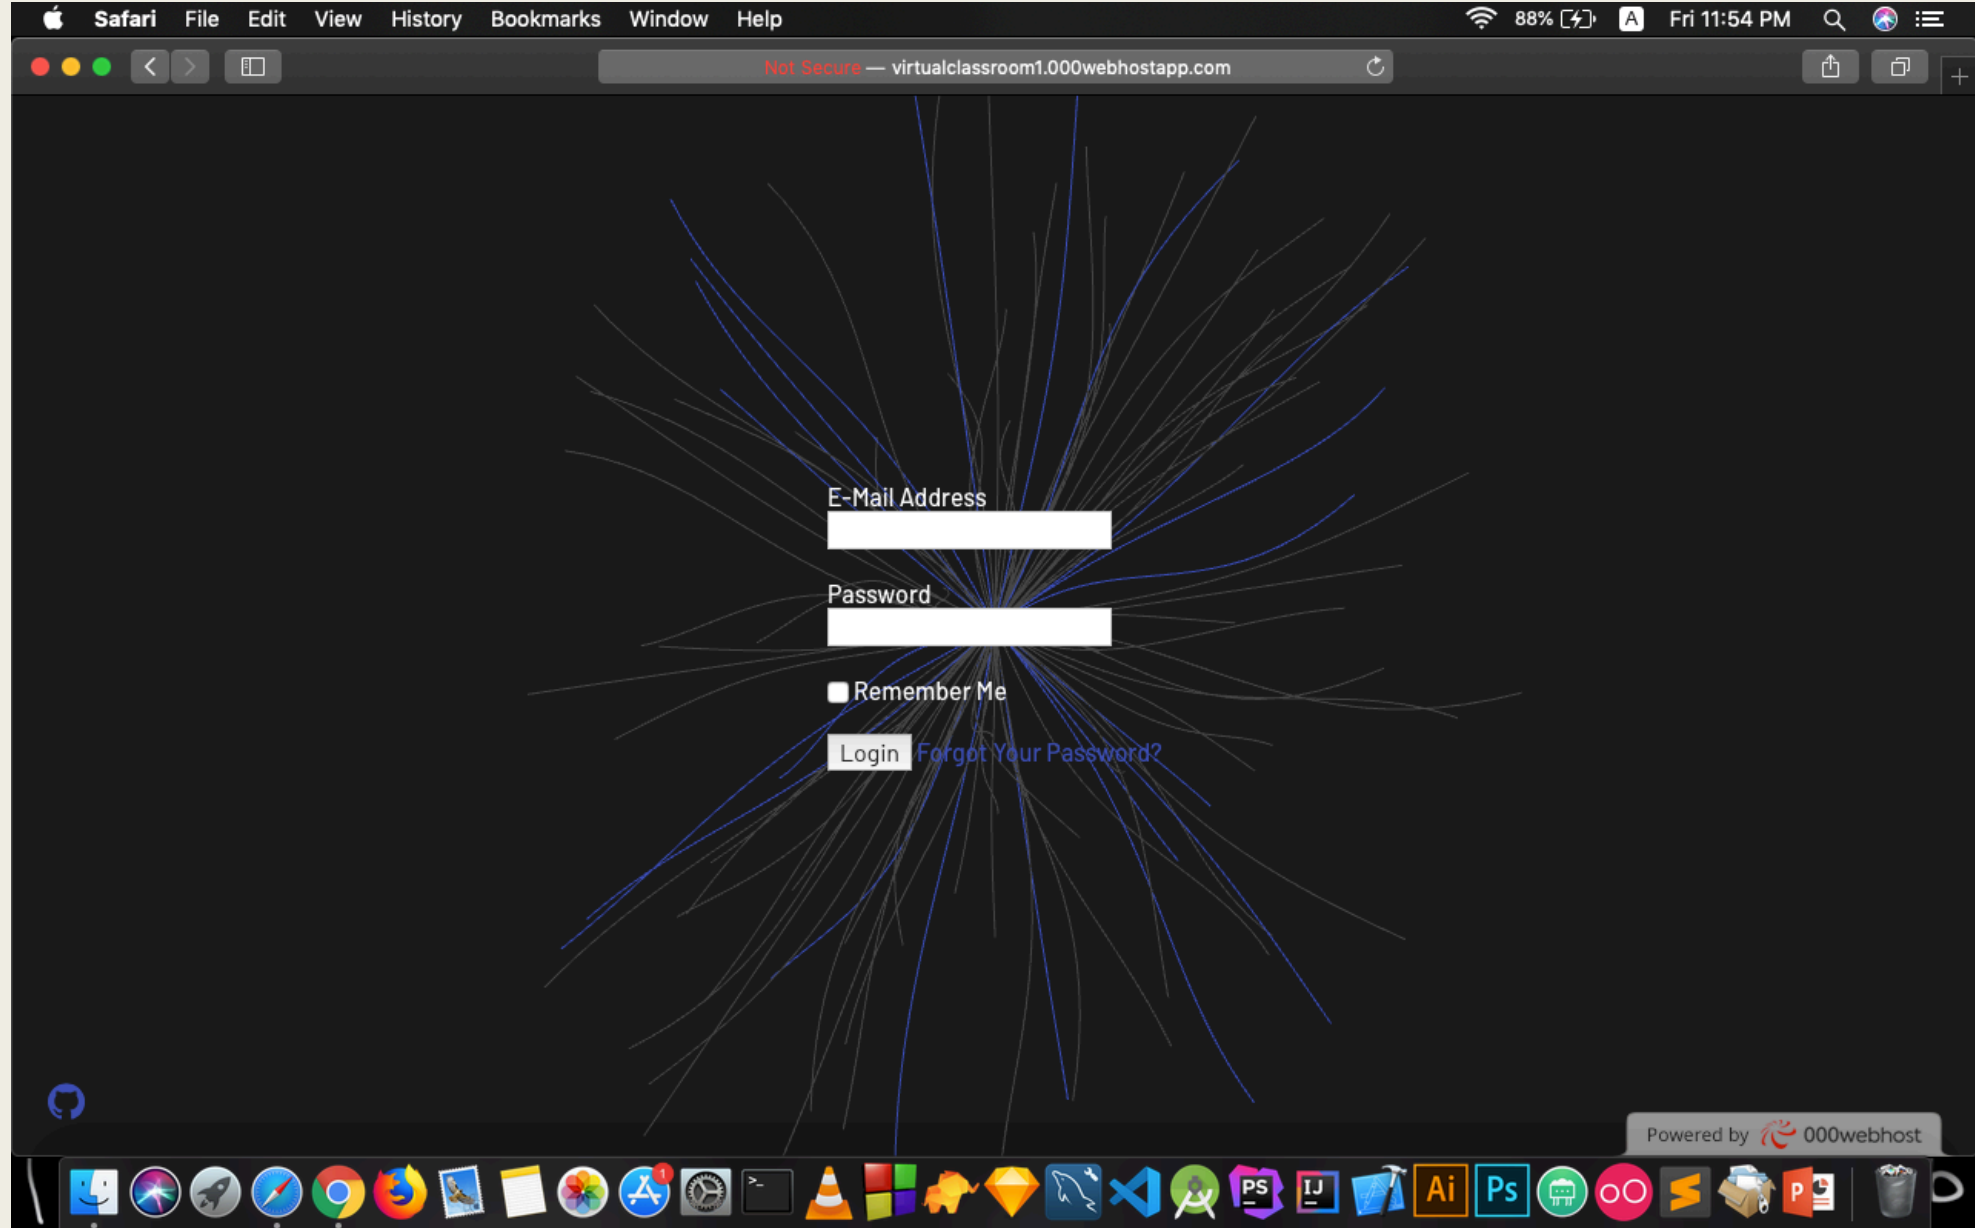 Safari File Edit View History Bookmarks Window Help 88% A Fri 11:54 PM
Not Secure — virtualclassroom1.000webhostapp.com
E-Mail Address
Password
Remember Me
Login Forgot Your Password?
Powered by 000webhost
1
>_ PS IJ Ai Ps P